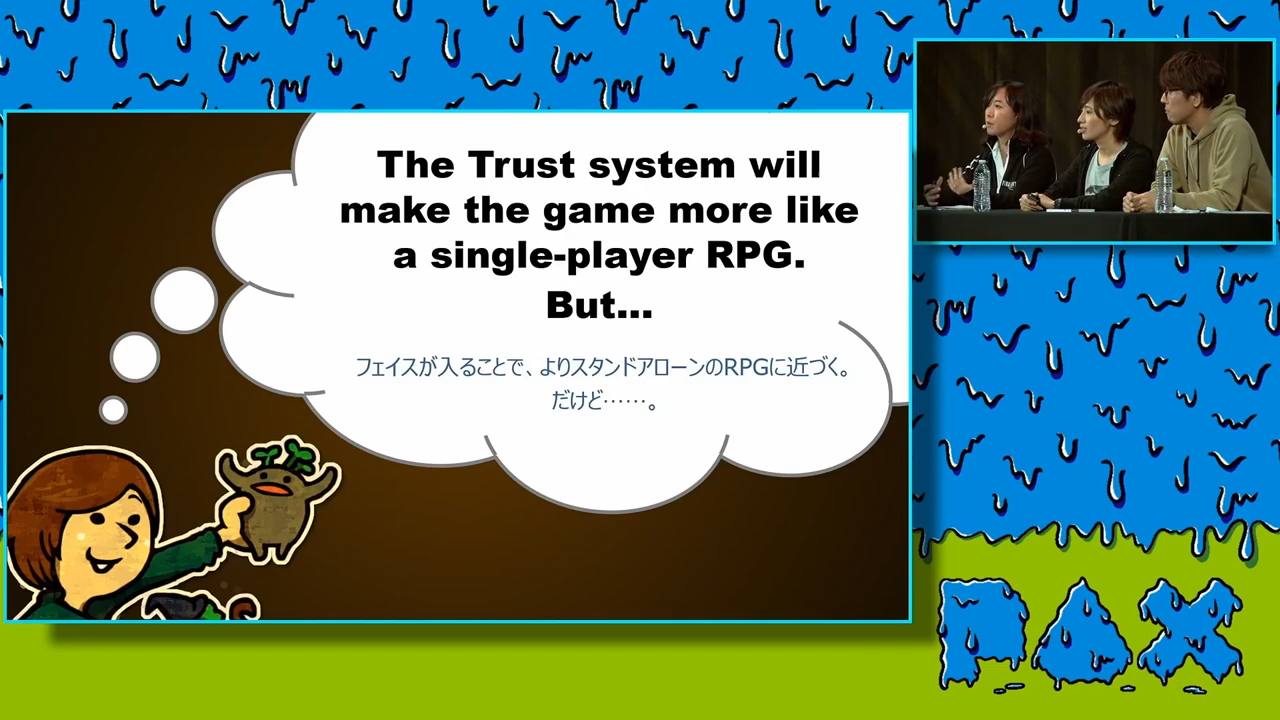 The Trust system will
make the game more like
a single-player RPG.
But...
フェイスが入ることで、よりスタンドアローンのRPGに近づく。
だけど……。
PAX